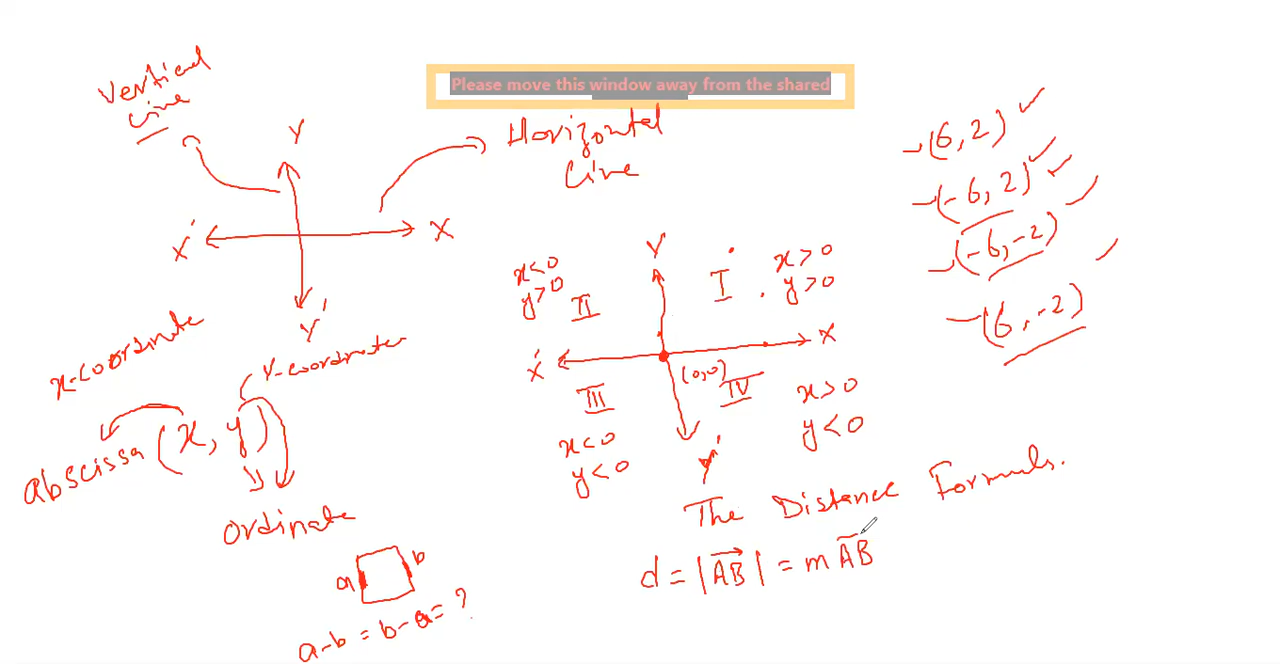 Please move this window away from the shared
Vertical
Line
Y
Horizontal
Line
X'
X
Y'
(6, 2)
(-6, 2)
(-6, -2)
(6, -2)
x<0
y>0
II
Y
I
x>0
y>0
X'
X
(0,0)
III
IV
x<0
y<0
x>0
y<0
Y'
x-coordinate
Y-coordinate
abscissa (x, y)
Ordinate
The Distance Formula.
d = |AB| = mAB
a
b
a-b = b-a = ?